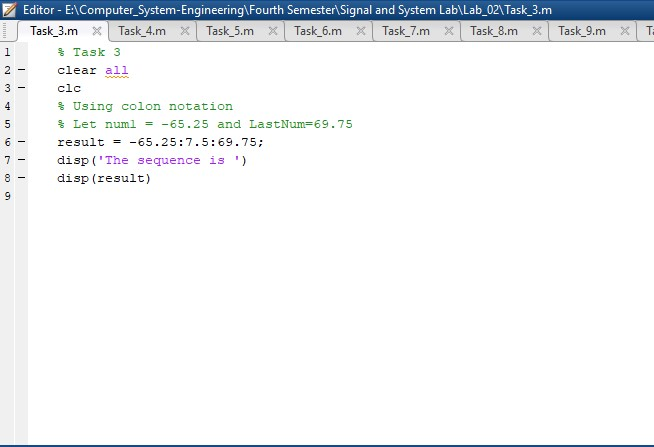 Editor - E:\Computer_System-Engineering\Fourth Semester\Signal and System Lab\Lab_02\Task_3.m
Task_3.m × Task_4.m × Task_5.m × Task_6.m × Task_7.m × Task_8.m × Task_9.m × Ta
1 % Task 3
2 – clear all
3 – clc
4 % Using colon notation
5 % Let num1 = -65.25 and LastNum=69.75
6 – result = -65.25:7.5:69.75;
7 – disp('The sequence is ')
8 – disp(result)
9